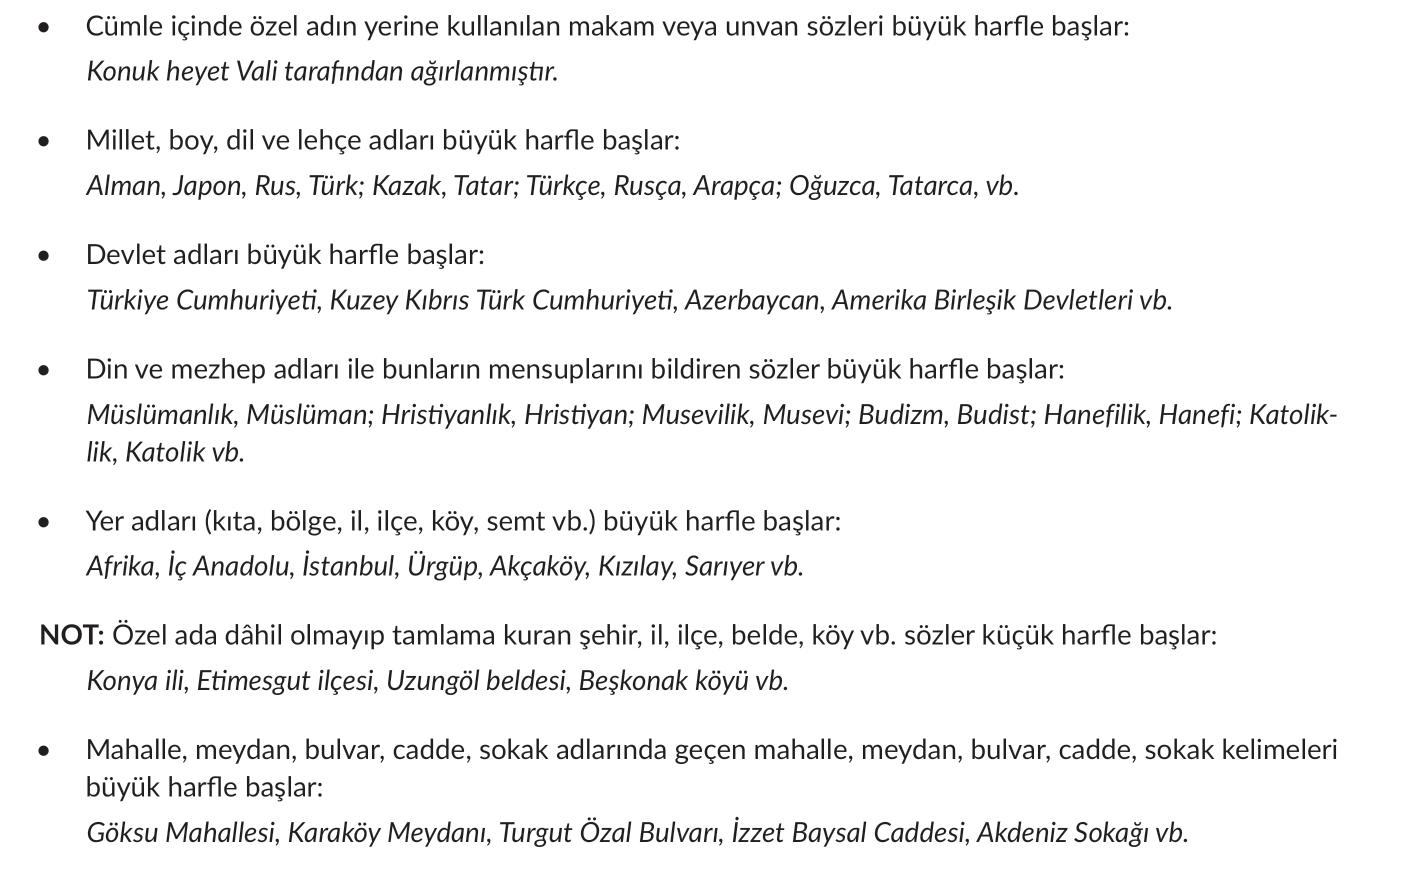 • Cümle içinde özel adın yerine kullanılan makam veya unvan sözleri büyük harfle başlar:
Konuk heyet Vali tarafından ağırlanmıştır.
• Millet, boy, dil ve lehçe adları büyük harfle başlar:
Alman, Japon, Rus, Türk; Kazak, Tatar; Türkçe, Rusça, Arapça; Oğuzca, Tatarca, vb.
• Devlet adları büyük harfle başlar:
Türkiye Cumhuriyeti, Kuzey Kıbrıs Türk Cumhuriyeti, Azerbaycan, Amerika Birleşik Devletleri vb.
• Din ve mezhep adları ile bunların mensuplarını bildiren sözler büyük harfle başlar:
Müslümanlık, Müslüman; Hristiyanlık, Hristiyan; Musevilik, Musevi; Budizm, Budist; Hanefilik, Hanefi; Katolik-
lik, Katolik vb.
• Yer adları (kıta, bölge, il, ilçe, köy, semt vb.) büyük harfle başlar:
Afrika, İç Anadolu, İstanbul, Ürgüp, Akçaköy, Kızılay, Sarıyer vb.
NOT: Özel ada dâhil olmayıp tamlama kuran şehir, il, ilçe, belde, köy vb. sözler küçük harfle başlar:
Konya ili, Etimesgut ilçesi, Uzungöl beldesi, Beşkonak köyü vb.
• Mahalle, meydan, bulvar, cadde, sokak adlarında geçen mahalle, meydan, bulvar, cadde, sokak kelimeleri
büyük harfle başlar:
Göksu Mahallesi, Karaköy Meydanı, Turgut Özal Bulvarı, İzzet Baysal Caddesi, Akdeniz Sokağı vb.